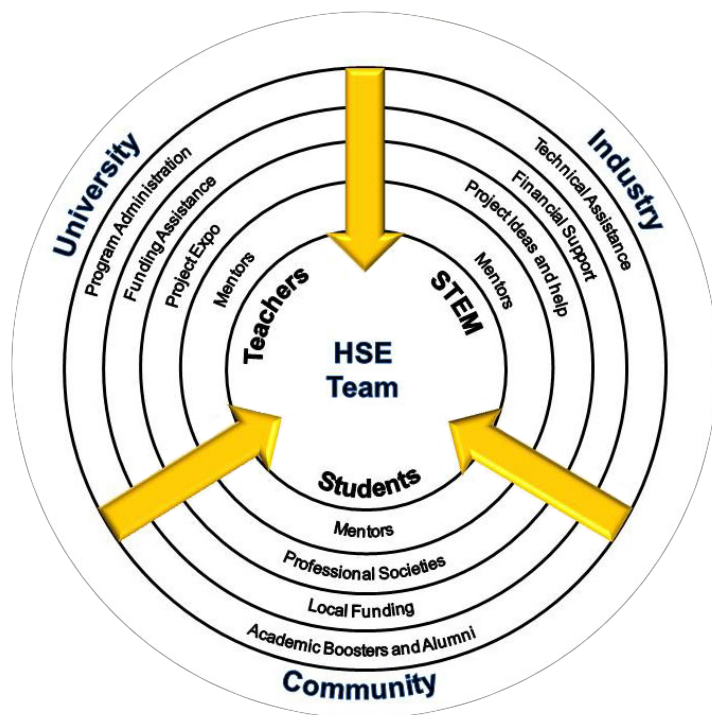 University
Program Administration
Funding Assistance
Project Expo
Mentors
Teachers
Industry
Technical Assistance
Financial Support
Project Ideas and help
Mentors
STEM
HSE
Team
Students
Mentors
Professional Societies
Local Funding
Academic Boosters and Alumni
Community